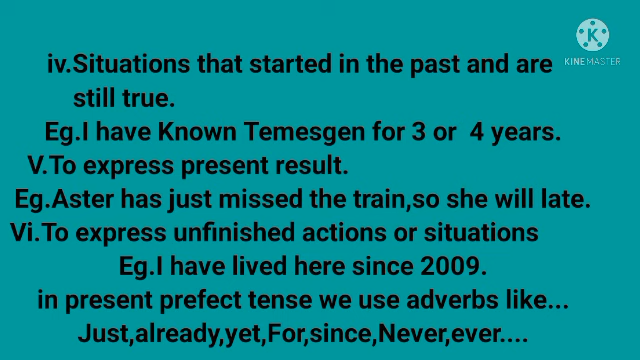 K
KINEMASTER
iv.Situations that started in the past and are
still true.
Eg.I have Known Temesgen for 3 or 4 years.
V.To express present result.
Eg.Aster has just missed the train,so she will late.
Vi.To express unfinished actions or situations
Eg.I have lived here since 2009.
in present prefect tense we use adverbs like...
Just,already,yet,For,since,Never,ever....